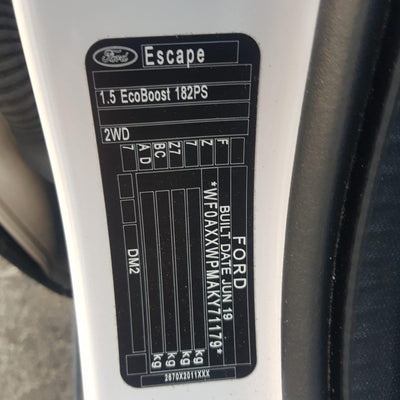 Ford
Escape
1.5 EcoBoost 182PS
2WD
7 A BC Z7 7 Z F
D
FORD
BUILT DATE JUN 19
*WF0AXXWPMAKY71179*
kg
kg
kg
kg
DM2
2670X2011XXX